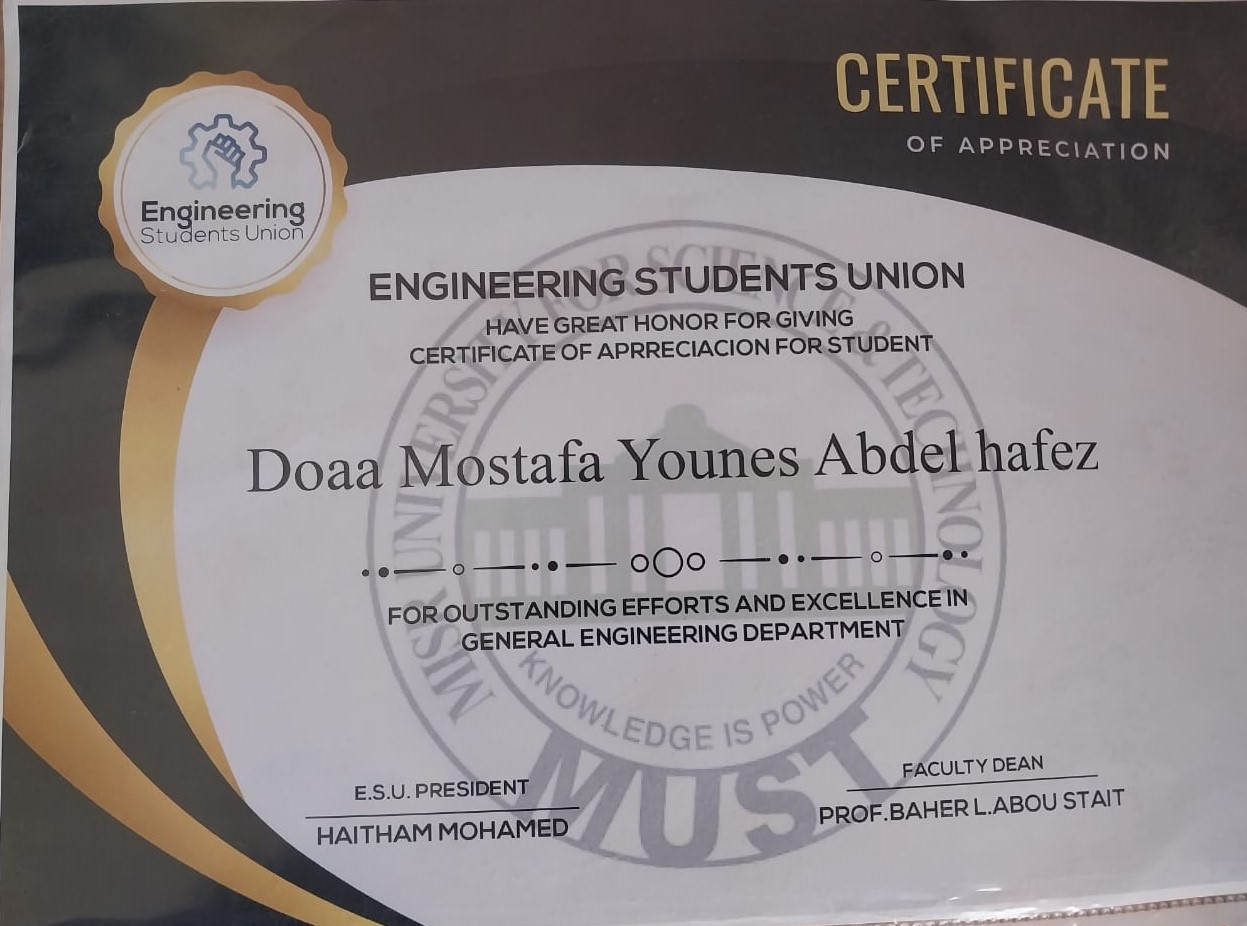 CERTIFICATE
OF APPRECIATION
Engineering
Students Union
ENGINEERING STUDENTS UNION
HAVE GREAT HONOR FOR GIVING
CERTIFICATE OF APRRECIACION FOR STUDENT
Doaa Mostafa Younes Abdel hafez
FOR OUTSTANDING EFFORTS AND EXCELLENCE IN
GENERAL ENGINEERING DEPARTMENT
MISR UNIVERSITY FOR SCIENCE & TECHNOLOGY
KNOWLEDGE IS POWER
MUST
E.S.U. PRESIDENT
HAITHAM MOHAMED
FACULTY DEAN
PROF.BAHER L.ABOU STAIT